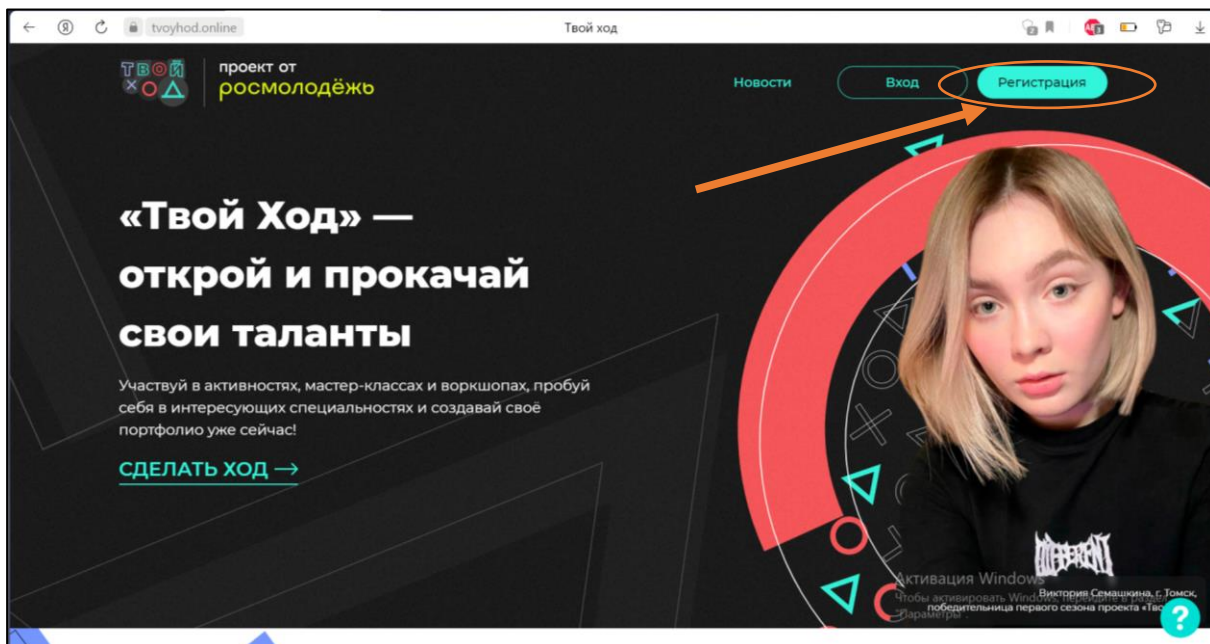 tvoyhod.online
Твой ход
ТВОЙ
ХОД
проект от
росмолодёжь
Новости
Вход
Регистрация
«Твой Ход» —
открой и прокачай
свои таланты
Участвуй в активностях, мастер-классах и воркшопах, пробуй
себя в интересующих специальностях и создавай своё
портфолио уже сейчас!
СДЕЛАТЬ ХОД →
DIFFERENT
Активация Windows
Чтобы активировать Windows, перейдите в раздел
"Параметры".
Виктория Семашкина, г. Томск,
победительница первого сезона проекта «Тво
?